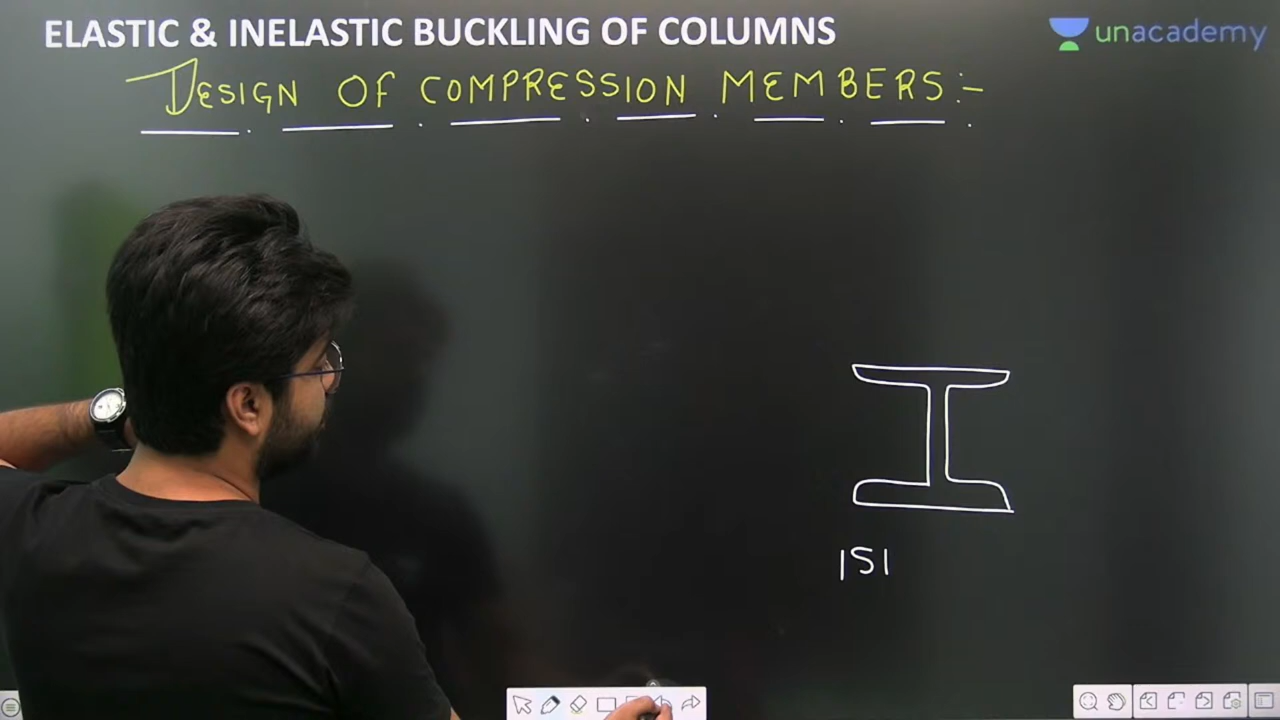 ELASTIC & INELASTIC BUCKLING OF COLUMNS
unacademy
DESIGN OF COMPRESSION MEMBERS:-
ISI